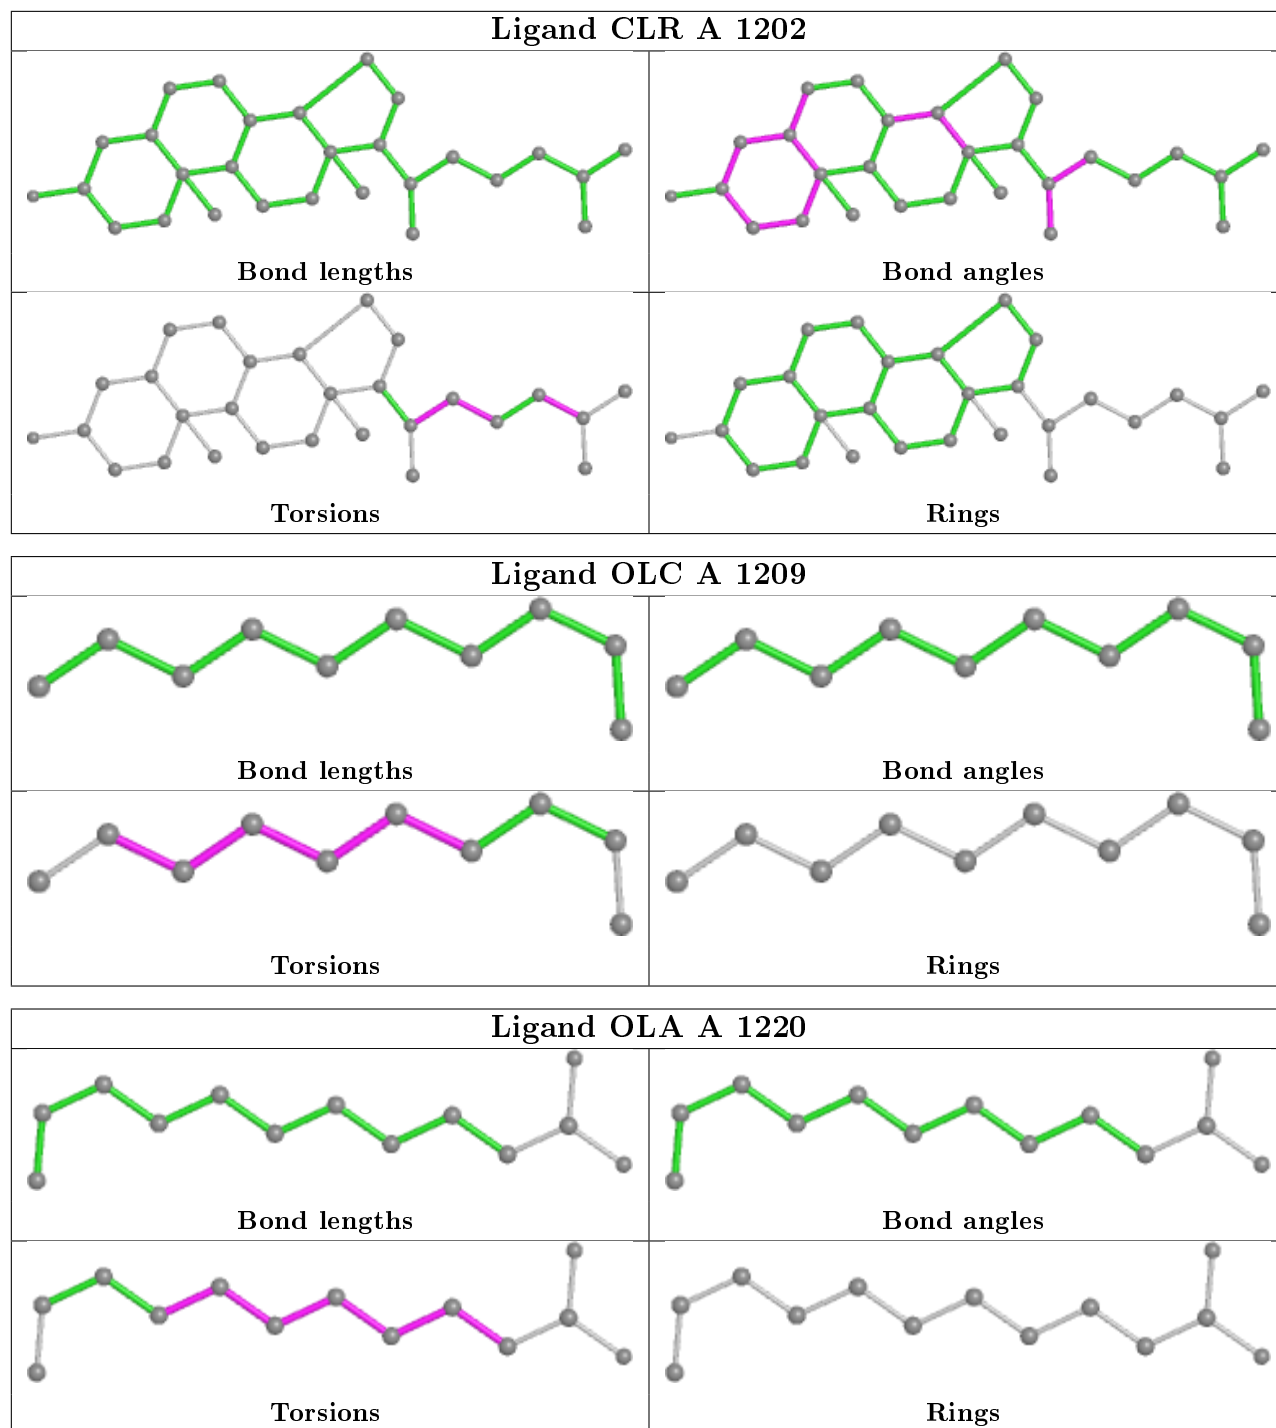 Ligand CLR A 1202
Bond lengths
Bond angles
Torsions
Rings
Ligand OLC A 1209
Bond lengths
Bond angles
Torsions
Rings
Ligand OLA A 1220
Bond lengths
Bond angles
Torsions
Rings